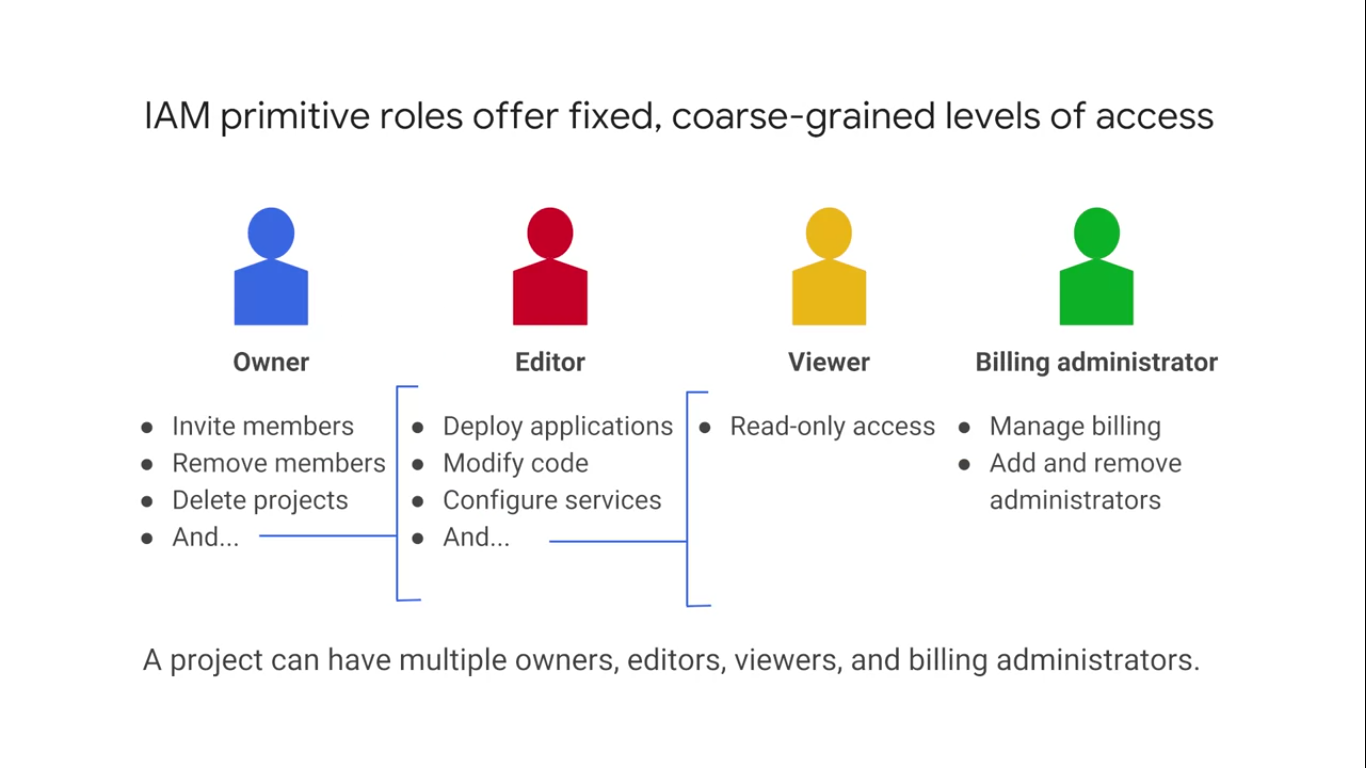 IAM primitive roles offer fixed, coarse-grained levels of access
Owner
● Invite members
● Remove members
● Delete projects
● And...
Editor
● Deploy applications
● Modify code
● Configure services
● And...
Viewer
● Read-only access
Billing administrator
● Manage billing
● Add and remove
administrators
A project can have multiple owners, editors, viewers, and billing administrators.